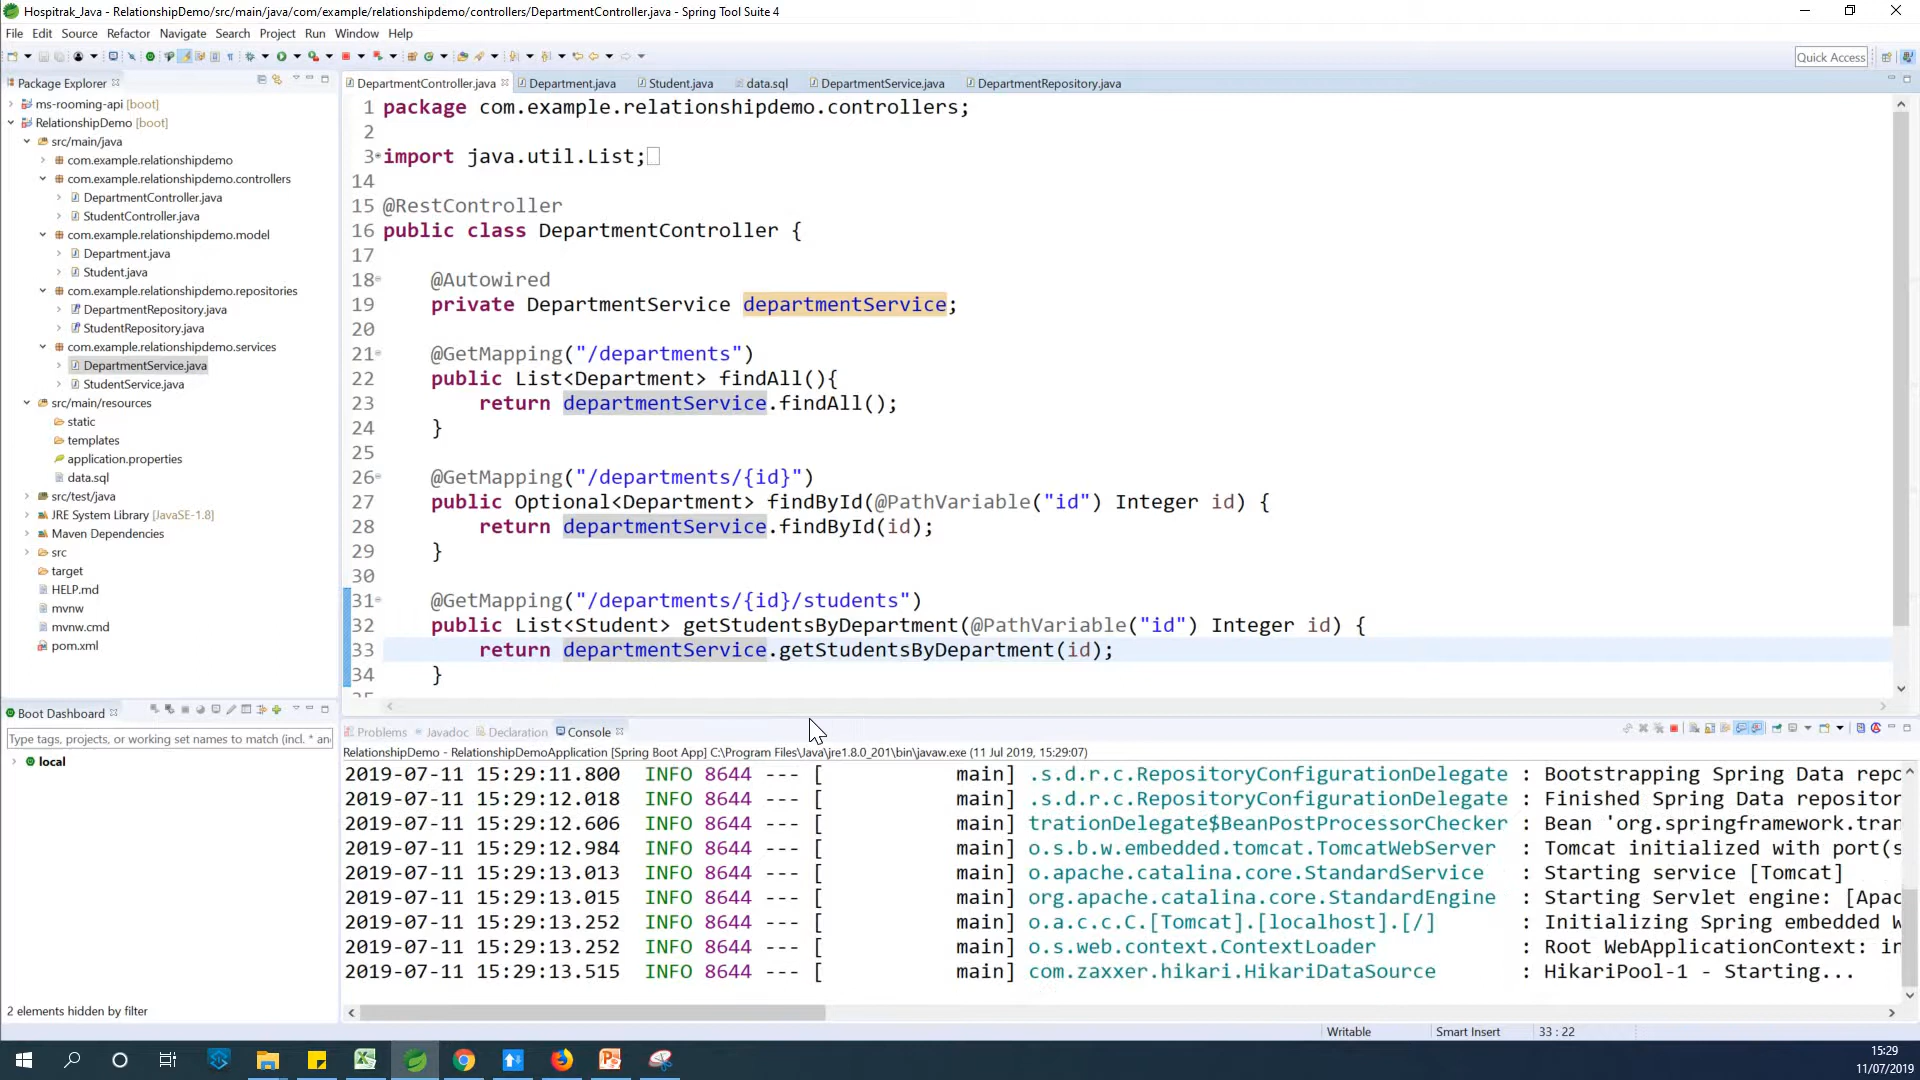 Hospitrak_Java - RelationshipDemo/src/main/java/com/example/relationshipdemo/controllers/DepartmentController.java - Spring Tool Suite 4
File Edit Source Refactor Navigate Search Project Run Window Help
Quick Access
Package Explorer
ms-rooming-api [boot]
RelationshipDemo [boot]
src/main/java
com.example.relationshipdemo
com.example.relationshipdemo.controllers
DepartmentController.java
StudentController.java
com.example.relationshipdemo.model
Department.java
Student.java
com.example.relationshipdemo.repositories
DepartmentRepository.java
StudentRepository.java
com.example.relationshipdemo.services
DepartmentService.java
StudentService.java
src/main/resources
static
templates
application.properties
data.sql
src/test/java
JRE System Library [JavaSE-1.8]
Maven Dependencies
src
target
HELP.md
mvnw
mvnw.cmd
pom.xml
Boot Dashboard
Type tags, projects, or working set names to match (incl. * an
local
2 elements hidden by filter
DepartmentController.java Department.java Student.java data.sql DepartmentService.java DepartmentRepository.java
1 package com.example.relationshipdemo.controllers;
2
3 import java.util.List;
14
15 @RestController
16 public class DepartmentController {
17
18 @Autowired
19 private DepartmentService departmentService;
20
21 @GetMapping("/departments")
22 public List<Department> findAll(){
23 return departmentService.findAll();
24 }
25
26 @GetMapping("/departments/{id}")
27 public Optional<Department> findById(@PathVariable("id") Integer id) {
28 return departmentService.findById(id);
29 }
30
31 @GetMapping("/departments/{id}/students")
32 public List<Student> getStudentsByDepartment(@PathVariable("id") Integer id) {
33 return departmentService.getStudentsByDepartment(id);
34 }
Problems Javadoc Declaration Console
RelationshipDemo - RelationshipDemoApplication [Spring Boot App] C:\Program Files\Java\jre1.8.0_201\bin\javaw.exe (11 Jul 2019, 15:29:07)
2019-07-11 15:29:11.800 INFO 8644 --- [ main] .s.d.r.c.RepositoryConfigurationDelegate : Bootstrapping Spring Data repo
2019-07-11 15:29:12.018 INFO 8644 --- [ main] .s.d.r.c.RepositoryConfigurationDelegate : Finished Spring Data repositor
2019-07-11 15:29:12.606 INFO 8644 --- [ main] trationDelegate$BeanPostProcessorChecker : Bean 'org.springframework.tran
2019-07-11 15:29:12.984 INFO 8644 --- [ main] o.s.b.w.embedded.tomcat.TomcatWebServer : Tomcat initialized with port(s
2019-07-11 15:29:13.013 INFO 8644 --- [ main] o.apache.catalina.core.StandardService : Starting service [Tomcat]
2019-07-11 15:29:13.015 INFO 8644 --- [ main] org.apache.catalina.core.StandardEngine : Starting Servlet engine: [Apac
2019-07-11 15:29:13.252 INFO 8644 --- [ main] o.a.c.c.C.[Tomcat].[localhost].[/] : Initializing Spring embedded W
2019-07-11 15:29:13.252 INFO 8644 --- [ main] o.s.web.context.ContextLoader : Root WebApplicationContext: in
2019-07-11 15:29:13.515 INFO 8644 --- [ main] com.zaxxer.hikari.HikariDataSource : HikariPool-1 - Starting...
Writable Smart Insert 33 : 22
15:29
11/07/2019